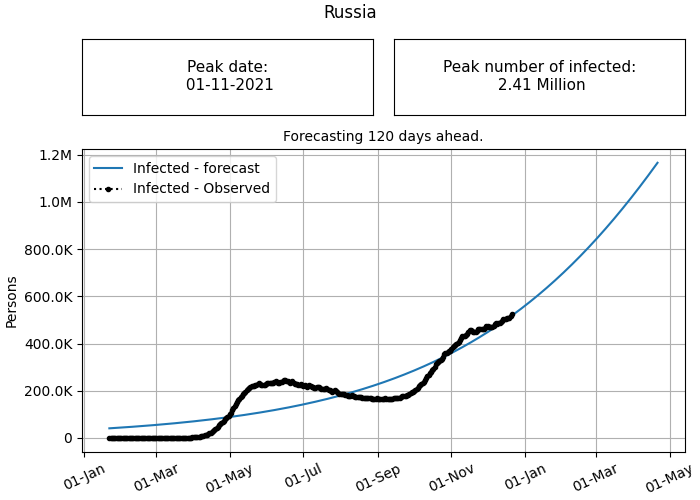 Russia
Peak date:
01-11-2021
Peak number of infected:
2.41 Million
Forecasting 120 days ahead.
Infected - forecast
Infected - Observed
1.2M
1.0M
800.0K
600.0K
400.0K
200.0K
0
Persons
01-Jan
01-Mar
01-May
01-Jul
01-Sep
01-Nov
01-Jan
01-Mar
01-May